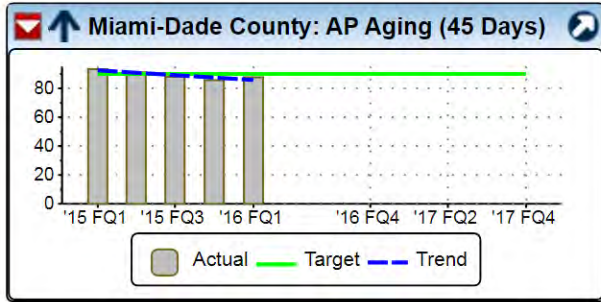 Miami-Dade County: AP Aging (45 Days)
80
60
40
20
0
'15 FQ1 '15 FQ3 '16 FQ1 '16 FQ4 '17 FQ2 '17 FQ4
Actual Target Trend